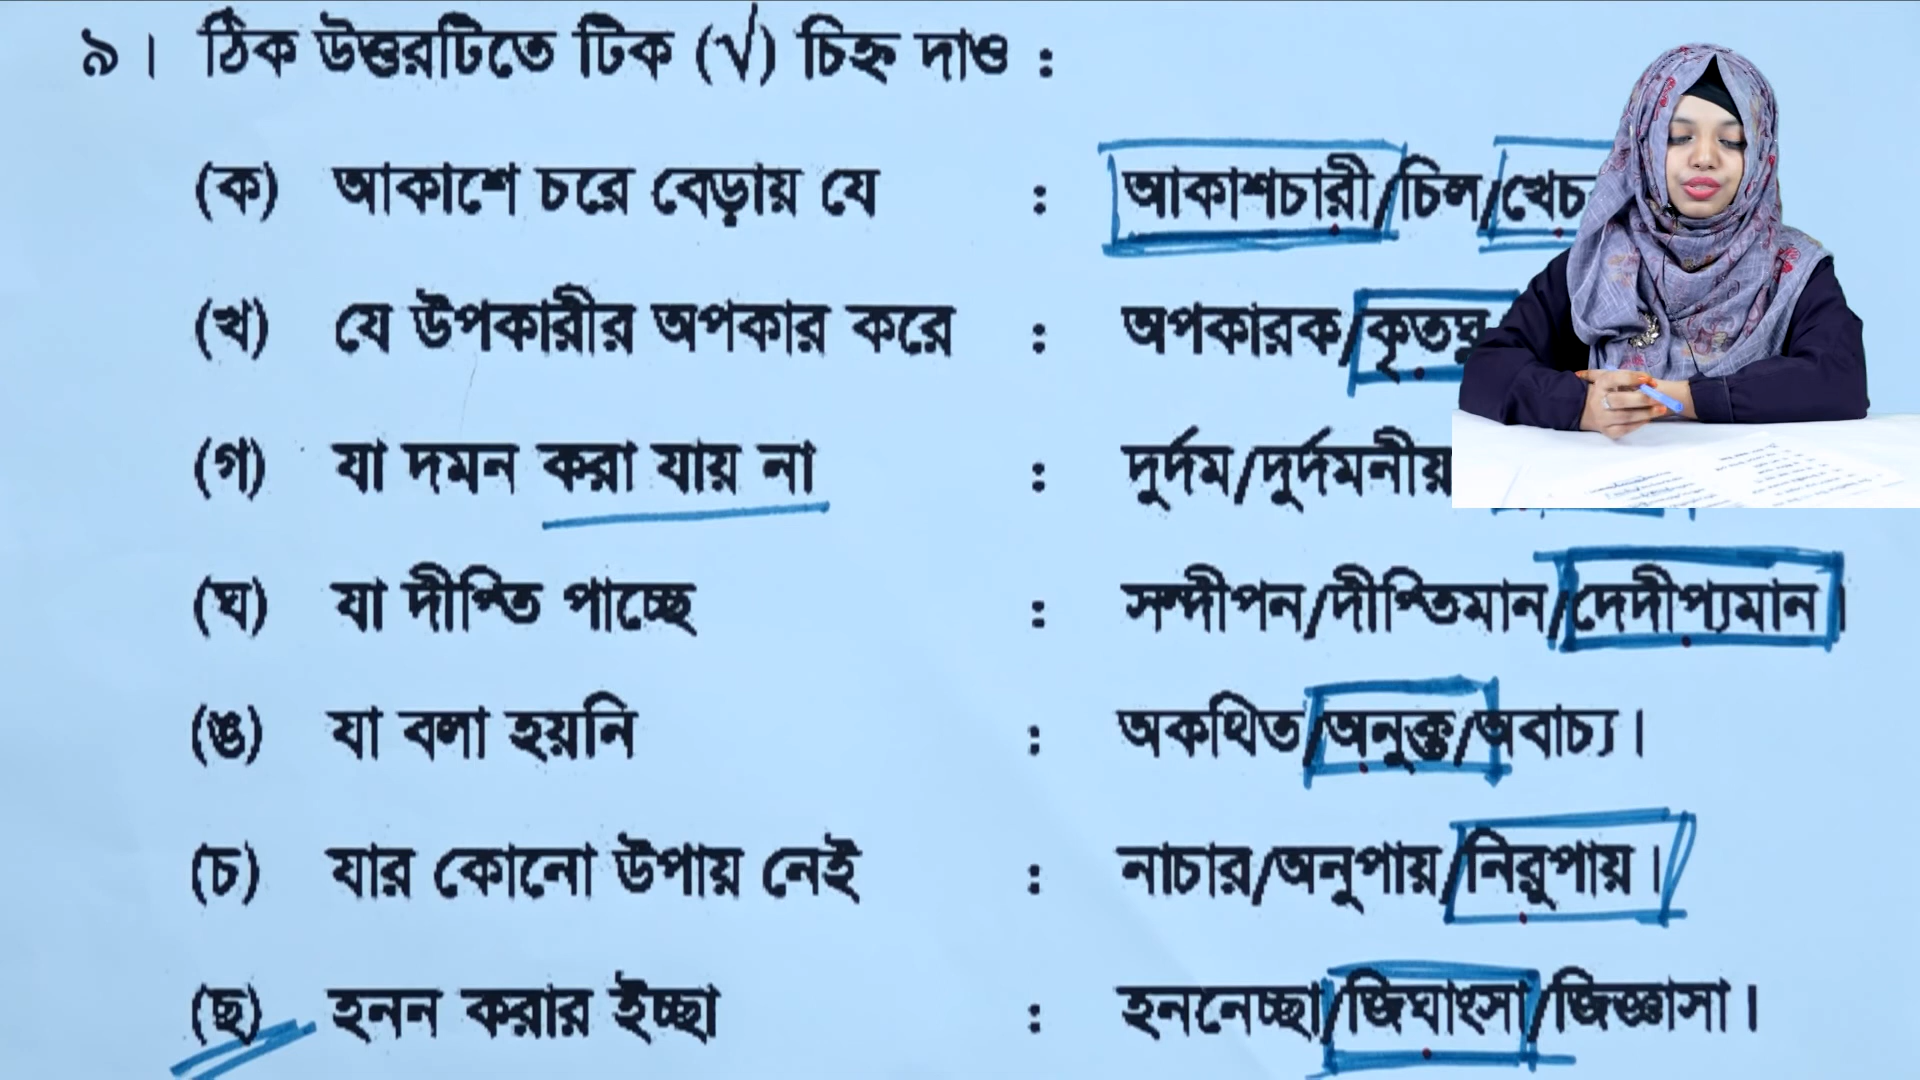 ৯। ঠিক উত্তরটিতে টিক (√) চিহ্ন দাও :
(ক) আকাশে চরে বেড়ায় যে : আকাশচারী/চিল/
(খ) যে উপকারীর অপকার করে : অপকারক/কৃতঘ্ন
(গ) যা দমন করা যায় না : দুর্দম/দুর্দমনীয়
(ঘ) যা দীপ্তি পাচ্ছে : সন্দীপন/দীপ্তিমান/দেদীপ্যমান।
(ঙ) যা বলা হয়নি : অকথিত/অনুক্ত/অবাচ্য।
(চ) যার কোনো উপায় নেই : নাচার/অনুপায়/নিরুপায়।
(ছ) হনন করার ইচ্ছা : হননেচ্ছা/জিঘাংসা/জিজ্ঞাসা।